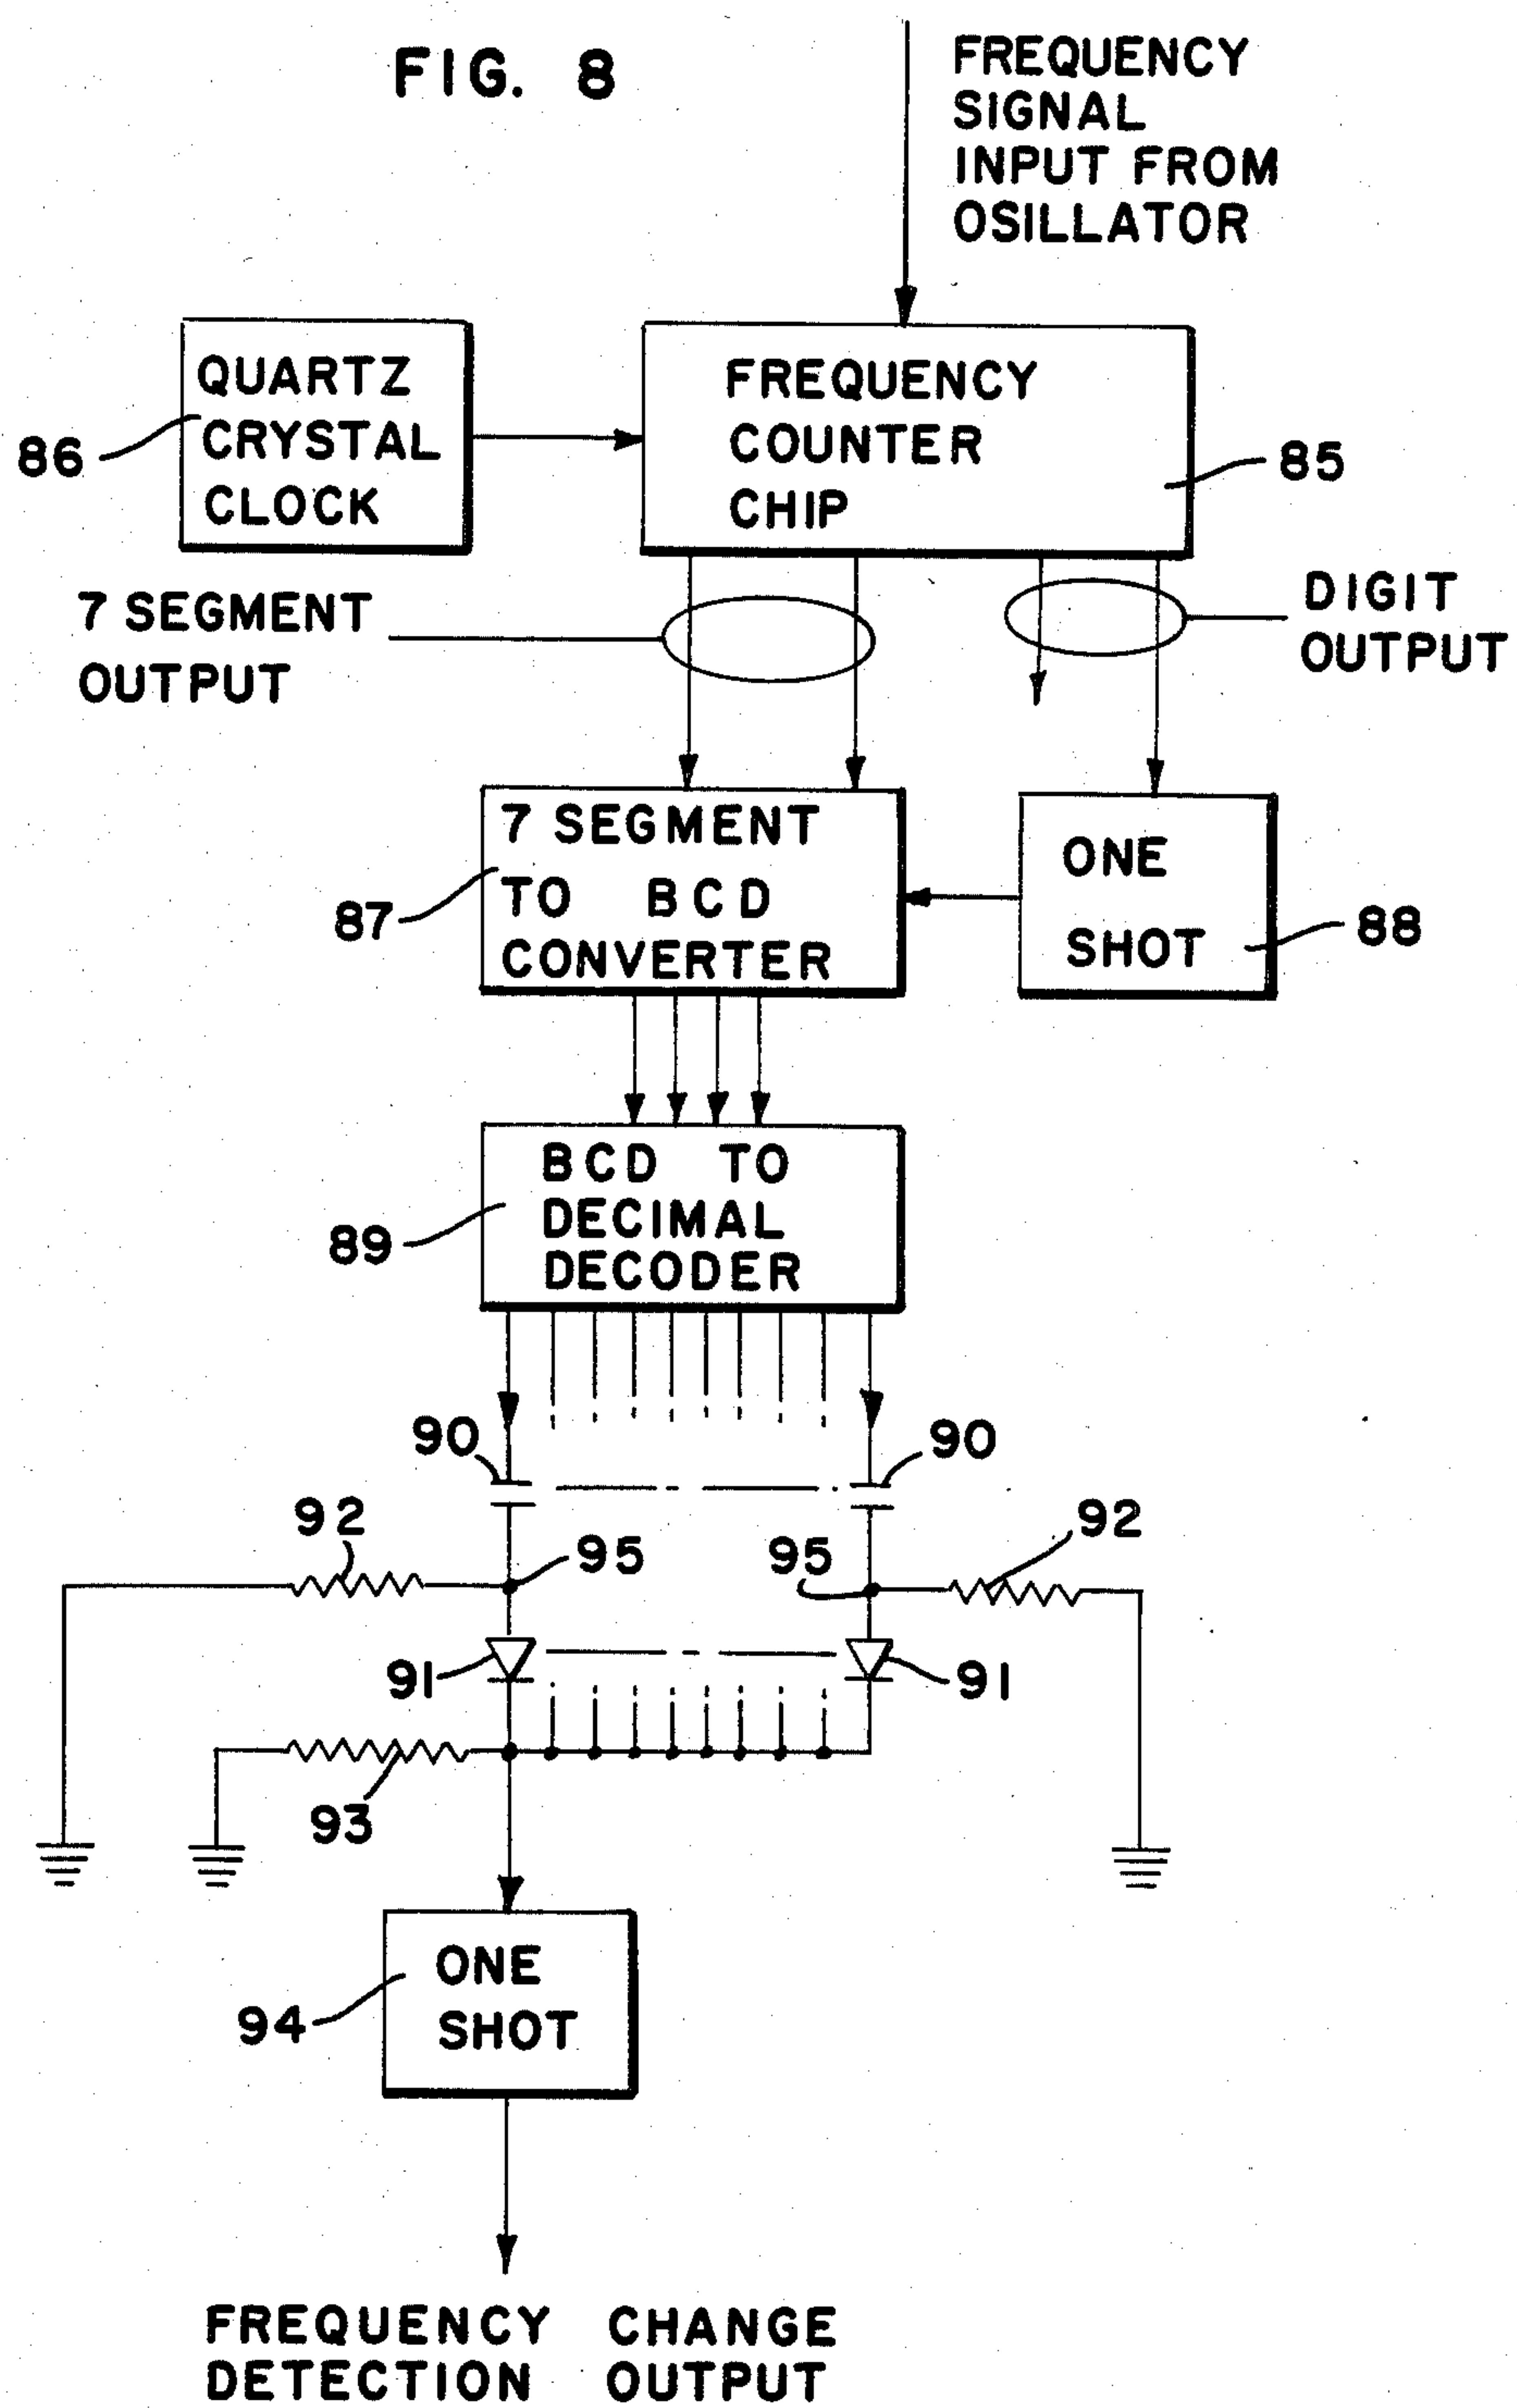 FIG. 8
FREQUENCY
SIGNAL
INPUT FROM
OSILLATOR
QUARTZ
CRYSTAL
CLOCK
86
FREQUENCY
COUNTER
CHIP
85
7 SEGMENT
OUTPUT
DIGIT
OUTPUT
7 SEGMENT
TO BCD
CONVERTER
87
ONE
SHOT
88
BCD TO
DECIMAL
DECODER
89
90
90
92
95
95
92
91
91
93
ONE
SHOT
94
FREQUENCY CHANGE
DETECTION OUTPUT